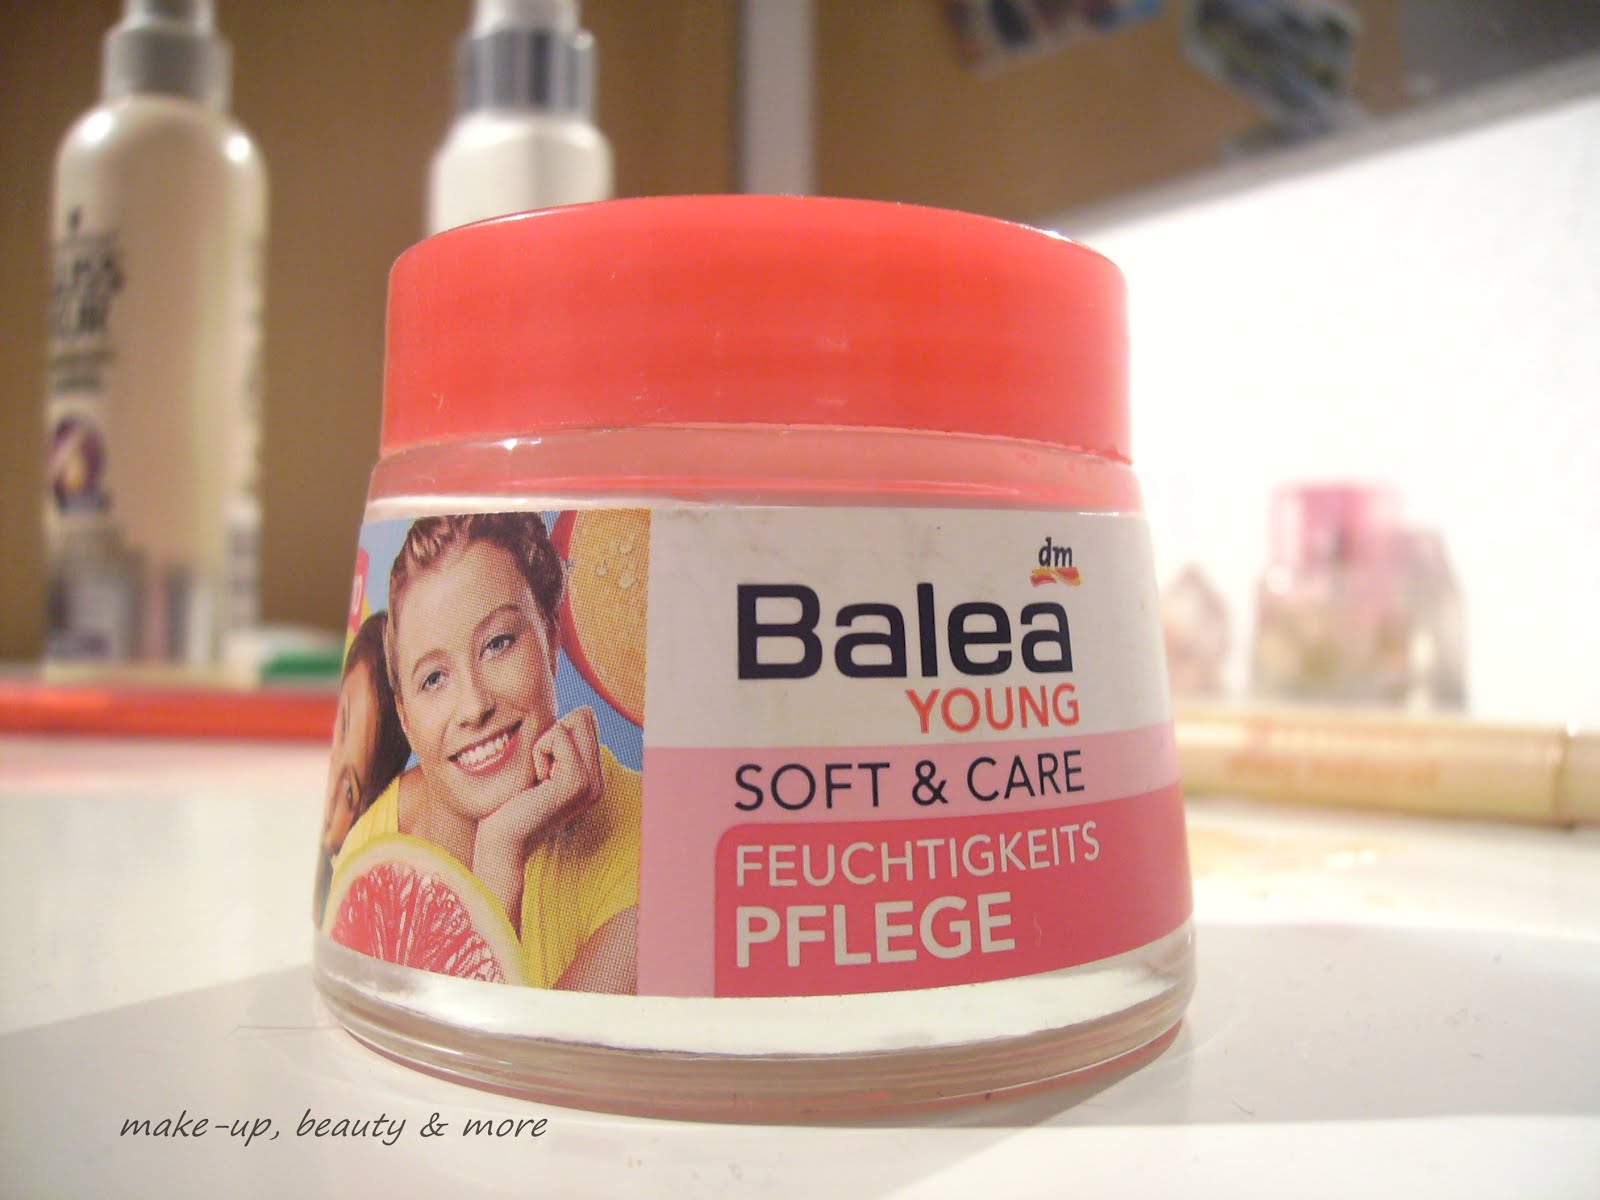 dm
Balea
YOUNG
SOFT & CARE
FEUCHTIGKEITS
PFLEGE
make-up, beauty & more